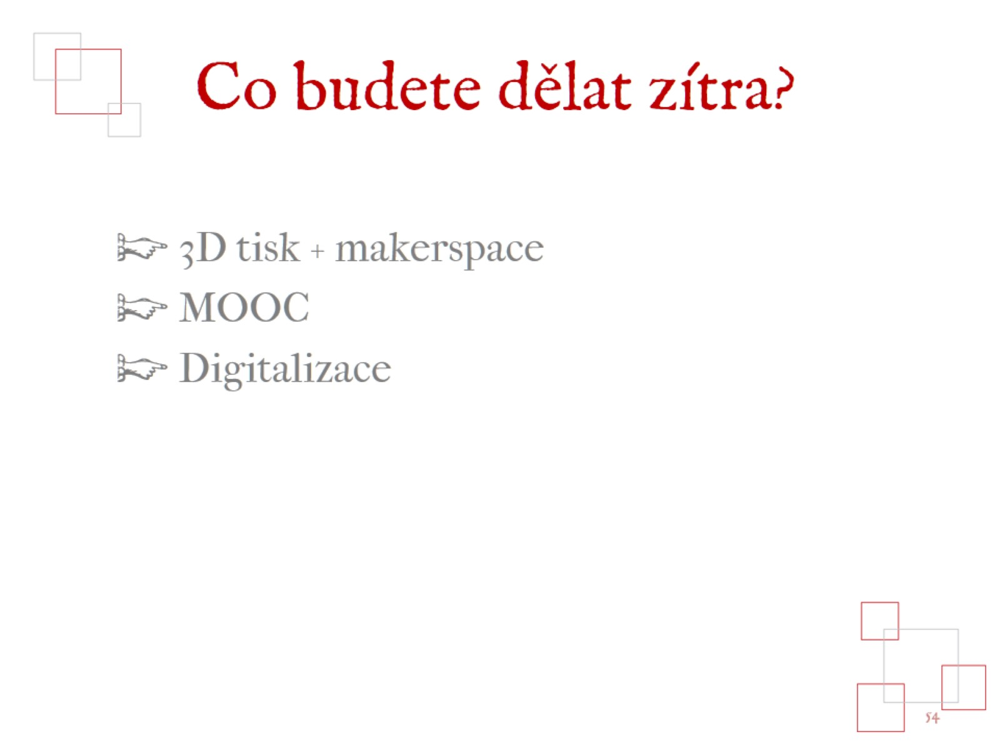 Co budete dělat zítra?
☞ 3D tisk + makerspace
☞ MOOC
☞ Digitalizace
54